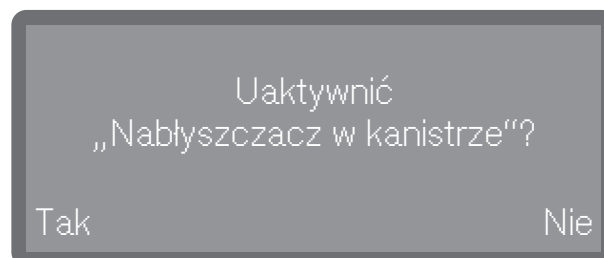 Uaktywnić
„Nabłyszczacz w kanistrze“?
Tak Nie